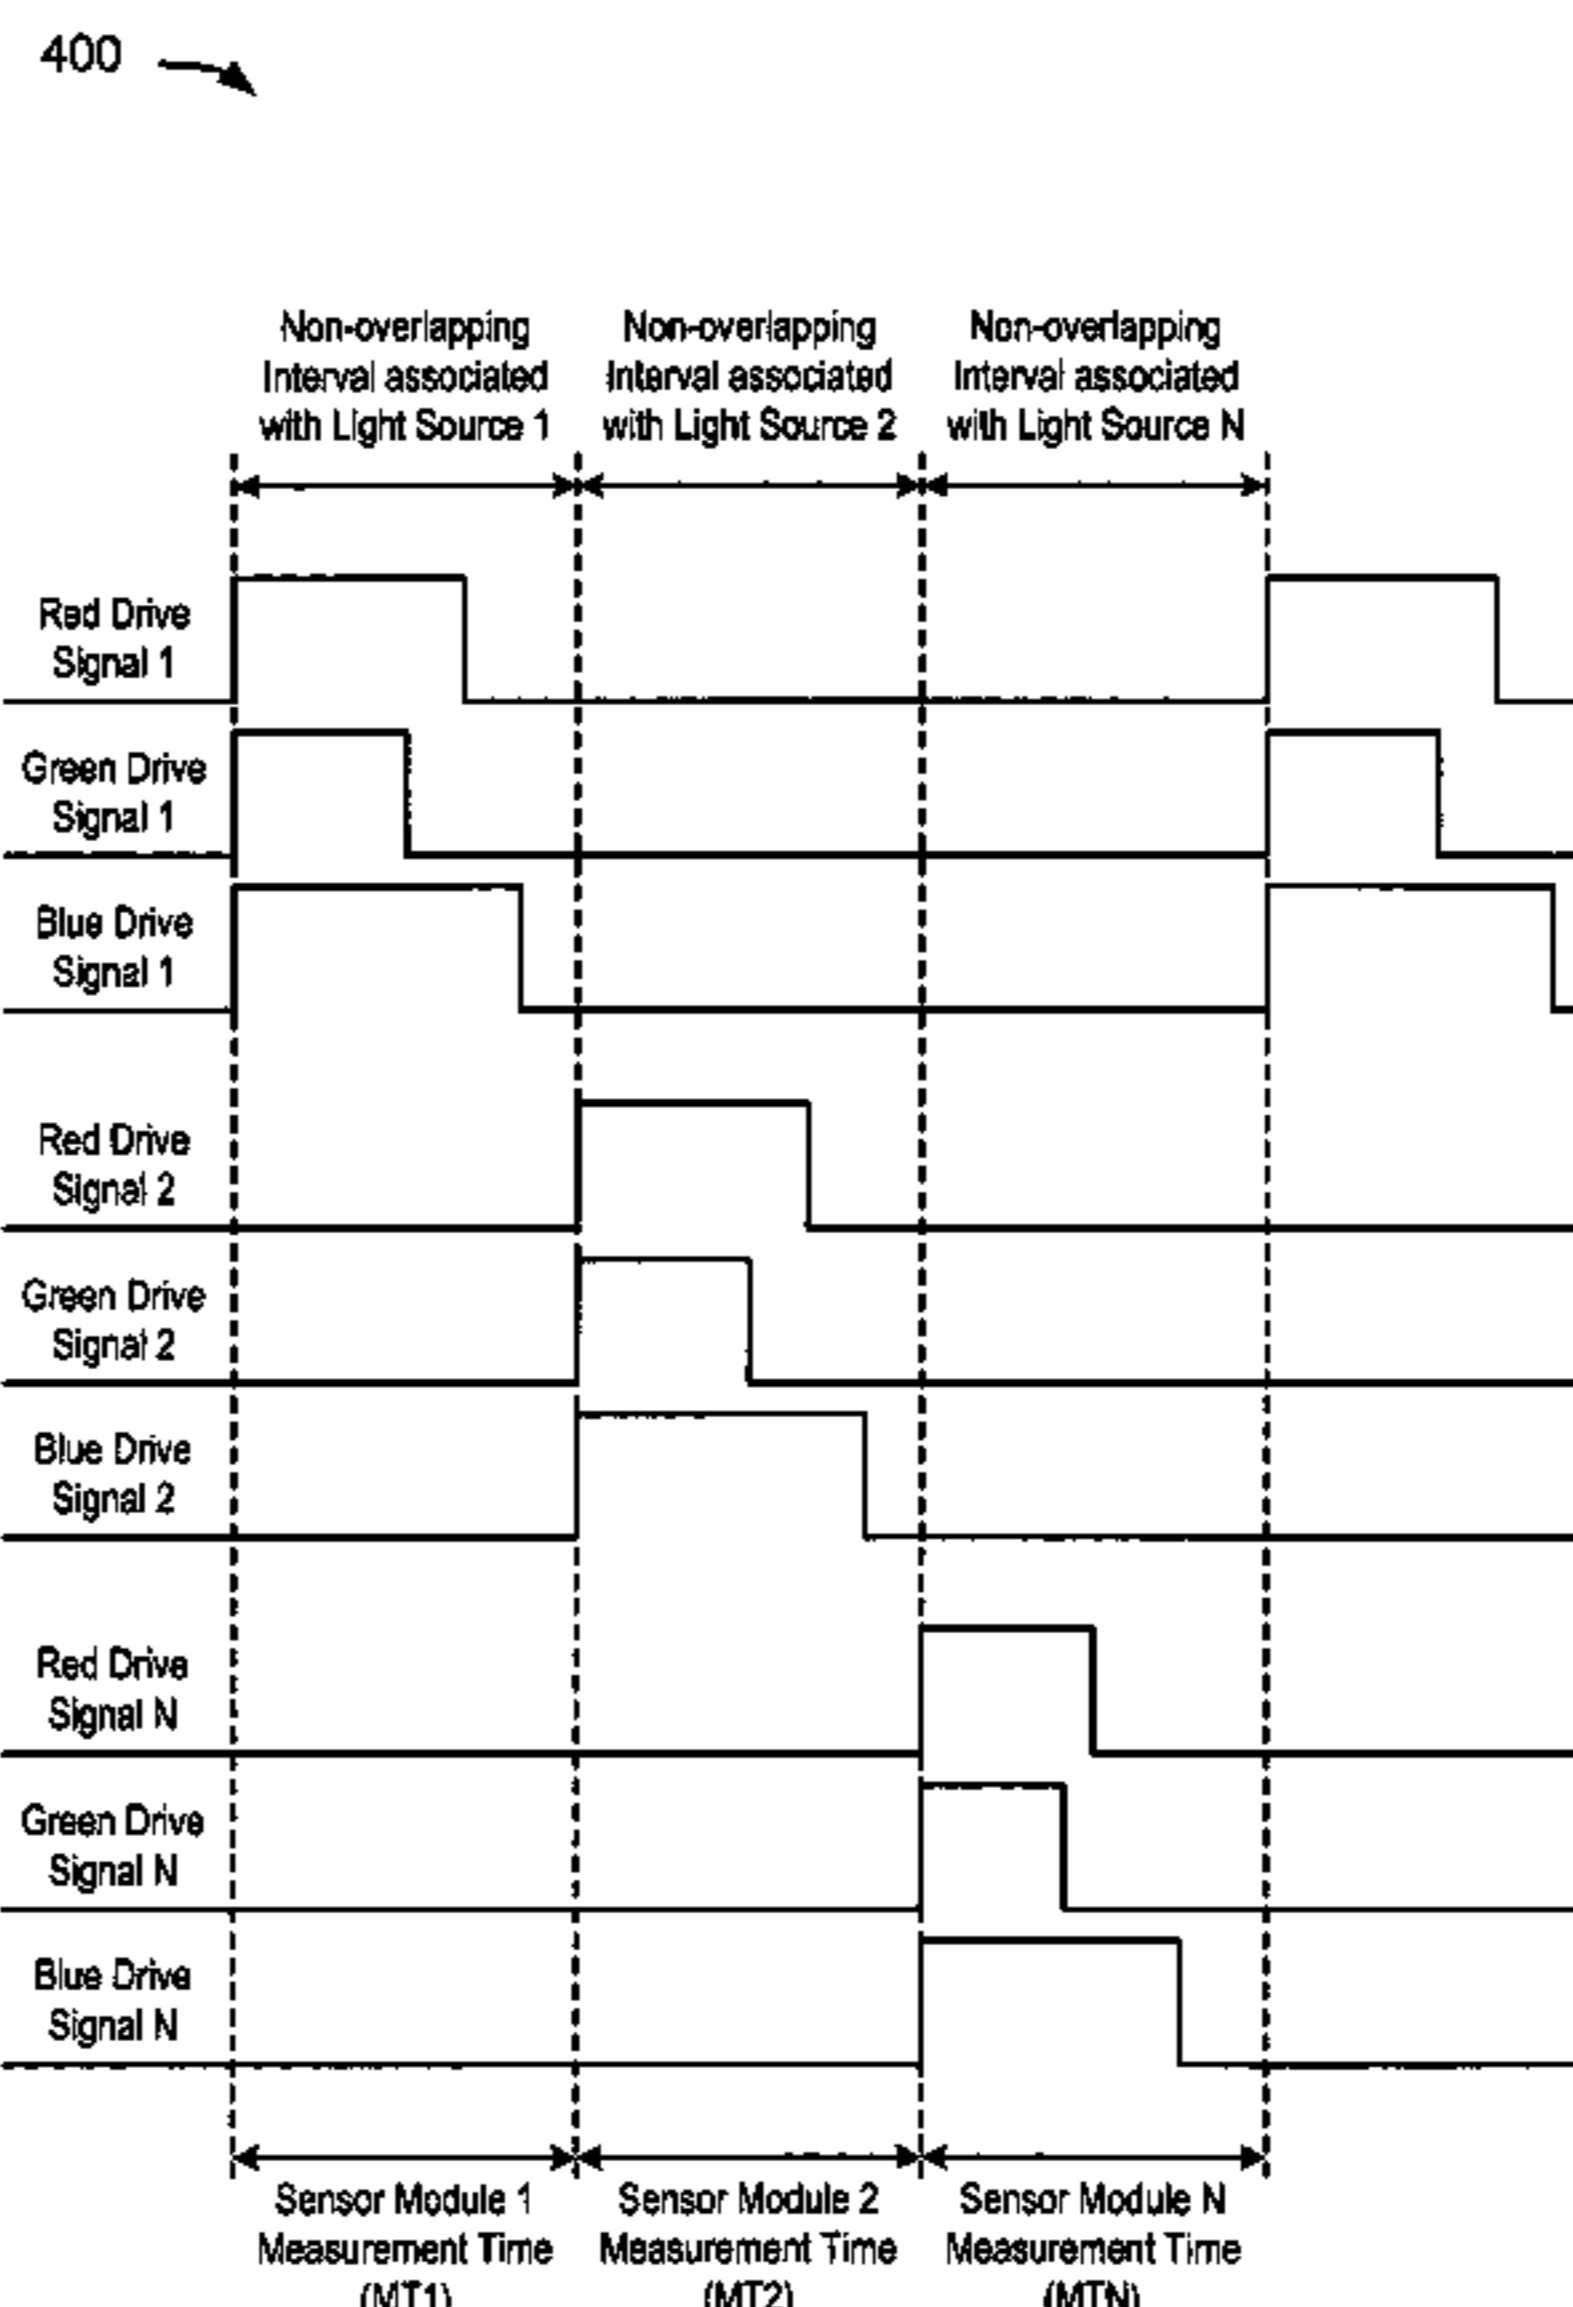 400
Non-overlapping
Interval associated
with Light Source 1
Non-overlapping
Interval associated
with Light Source 2
Non-overlapping
Interval associated
with Light Source N
Red Drive
Signal 1
Green Drive
Signal 1
Blue Drive
Signal 1
Red Drive
Signal 2
Green Drive
Signal 2
Blue Drive
Signal 2
Red Drive
Signal N
Green Drive
Signal N
Blue Drive
Signal N
Sensor Module 1
Measurement Time
(MT1)
Sensor Module 2
Measurement Time
(MT2)
Sensor Module N
Measurement Time
(MTN)